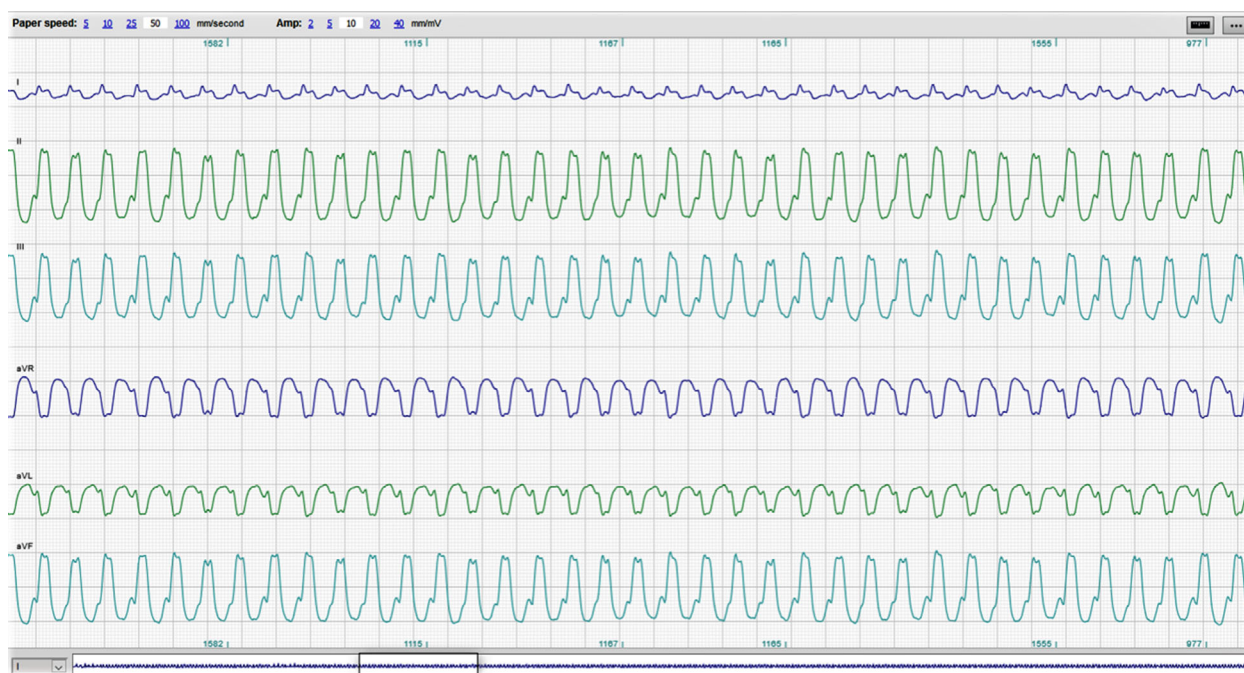 Paper speed: 5 10 25 50 100 mm/second Amp: 2 5 10 20 40 mm/mV
1582 1115 1167 1165 1555 977
I
II
III
aVR
aVL
aVF
1582 1115 1167 1165 1555 977
I